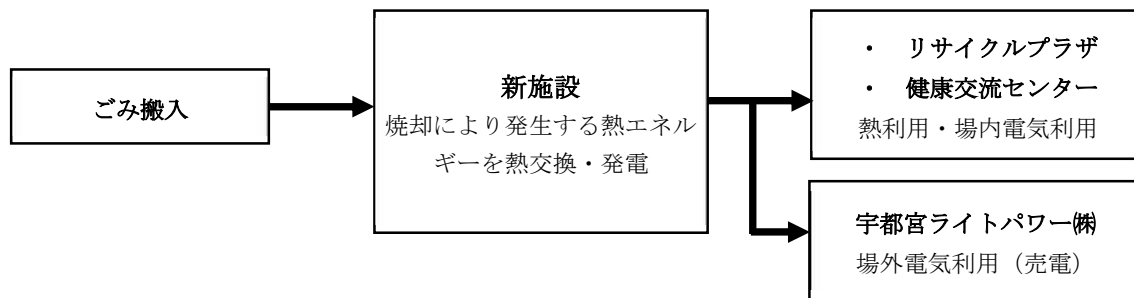 ごみ搬入
新施設
焼却により発生する熱エネル
ギーを熱交換・発電
・ リサイクルプラザ
・ 健康交流センター
熱利用・場内電気利用
宇都宮ライトパワー㈱
場外電気利用（売電）